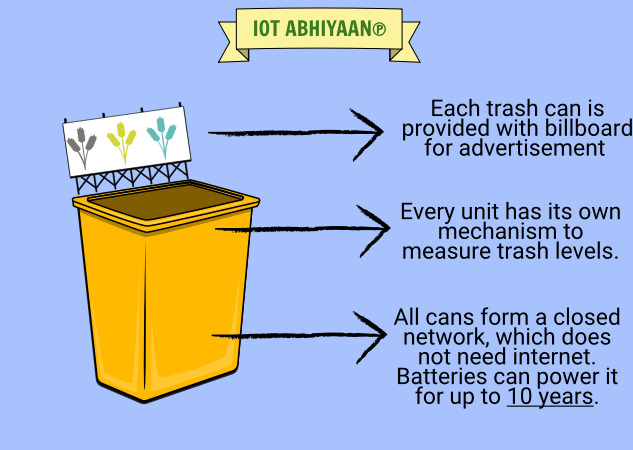 IOT ABHIYAAN℗
Each trash can is
provided with billboard
for advertisement
Every unit has its own
mechanism to
measure trash levels.
All cans form a closed
network, which does
not need internet.
Batteries can power it
for up to 10 years.